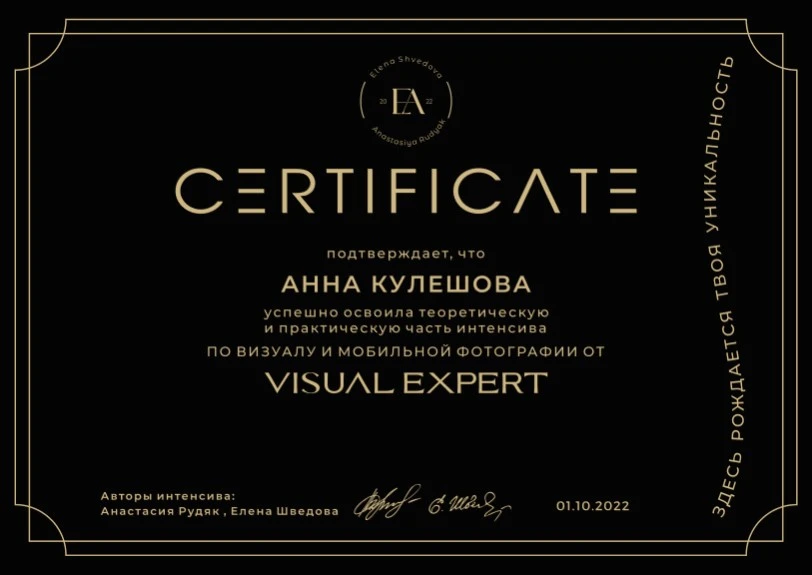 Elena Shvedova
20 EA 22
Anastasiya Rudyak
CERTIFICATE
подтверждает, что
АННА КУЛЕШОВА
успешно освоила теоретическую
и практическую часть интенсива
ПО ВИЗУАЛУ И МОБИЛЬНОЙ ФОТОГРАФИИ ОТ
VISUAL EXPERT
ЗДЕСЬ РОЖДАЕТСЯ ТВОЯ УНИКАЛЬНОСТЬ
Авторы интенсива:
Анастасия Рудяк , Елена Шведова
01.10.2022